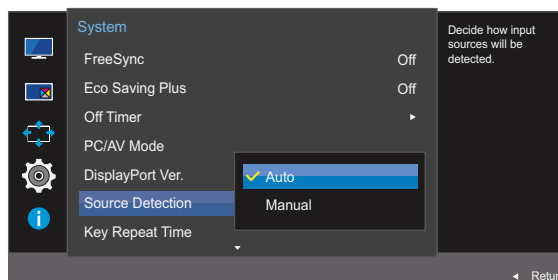 System
Decide how input
sources will be
detected.
FreeSync Off
Eco Saving Plus Off
Off Timer
PC/AV Mode
DisplayPort Ver.
Auto
Source Detection
Manual
Key Repeat Time
Retur